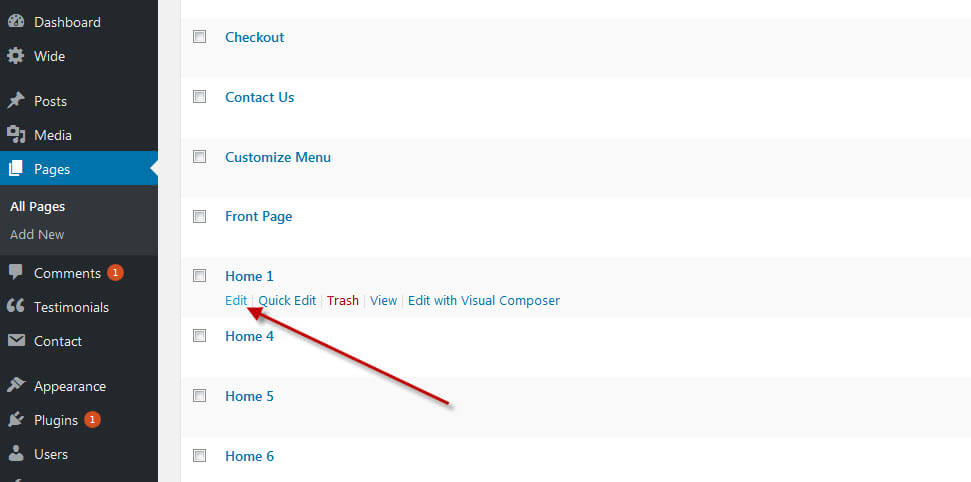 Dashboard
Wide
Posts
Media
Pages
All Pages
Add New
Comments 1
Testimonials
Contact
Appearance
Plugins 1
Users
Checkout
Contact Us
Customize Menu
Front Page
Home 1
Edit | Quick Edit | Trash | View | Edit with Visual Composer
Home 4
Home 5
Home 6